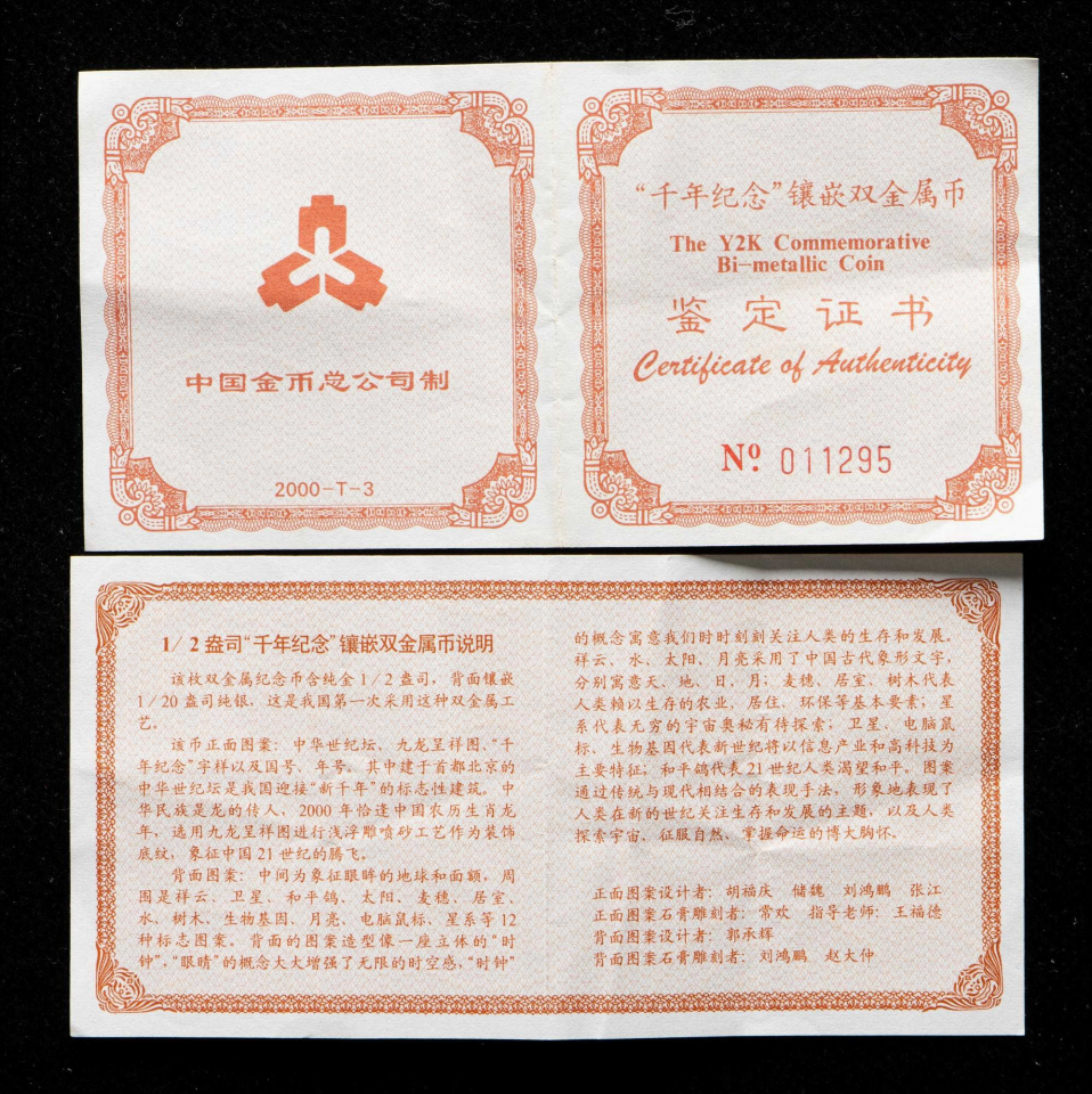 中国金币总公司制
2000-T-3
“千年纪念”镶嵌双金属币
The Y2K Commemorative
Bi-metallic Coin
鉴定证书
Certificate of Authenticity
Nº 011295
1/2盎司“千年纪念”镶嵌双金属币说明
该枚双金属纪念币含纯金1/2盎司，背面镶嵌
1/20盎司纯银，这是我国第一次采用这种双金属工
艺。
该币正面图案：中华世纪坛、九龙呈祥图、“千
年纪念”字样以及国号、年号。其中建于首都北京的
中华世纪坛是我国迎接“新千年”的标志性建筑。中
华民族是龙的传人，2000年恰逢中国农历生肖龙
年，选用九龙呈祥图进行浅浮雕喷砂工艺作为装饰
底纹，象征中国21世纪的腾飞。
背面图案：中间为象征眼眸的地球和面额，周
围是祥云、卫星、和平鸽、太阳、麦穗、居室、
水、树木、生物基因、月亮、电脑鼠标、星系等12
种标志图案。背面的图案造型像一座立体的“时
钟”，“眼睛”的概念大大增强了无限的时空感，“时钟”
的概念寓意我们时时刻刻关注人类的生存和发展。
祥云、水、太阳、月亮采用了中国古代象形文字，
分别寓意天、地、日、月；麦穗、居室、树木代表
人类赖以生存的农业，居住，环保等基本要素；星
系代表无穷的宇宙奥秘有待探索；卫星、电脑鼠
标、生物基因代表新世纪将以信息产业和高科技为
主要特征；和平鸽代表21世纪人类渴望和平。图案
通过传统与现代相结合的表现手法，形象地表现了
人类在新的世纪关注生存和发展的主题，以及人类
探索宇宙、征服自然、掌握命运的博大胸怀。
正面图案设计者：胡福庆 储魏 刘鸿鹏 张江
正面图案石膏雕刻者：常欢 指导老师：王福德
背面图案设计者：郭承辉
背面图案石膏雕刻者：刘鸿鹏 赵大仲